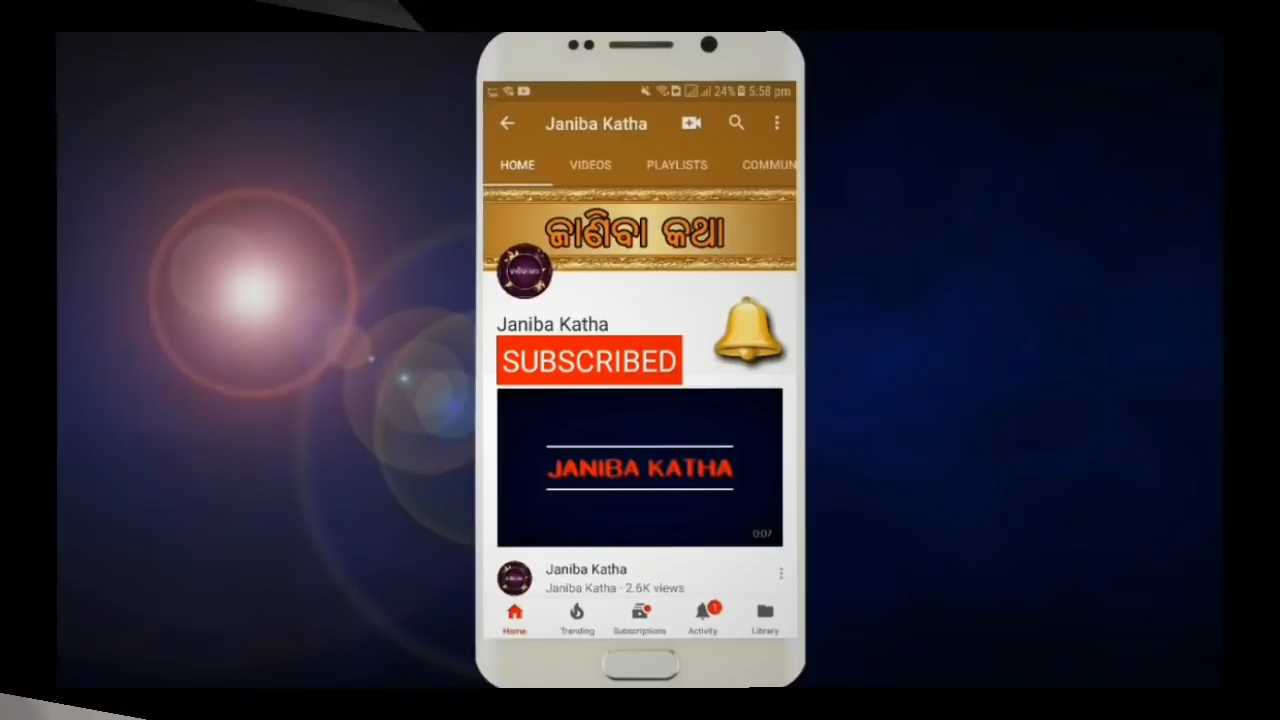 24% 5:58 pm
Janiba Katha
HOME VIDEOS PLAYLISTS COMMUN
ଜାଣିବା କଥା
Janiba Katha
SUBSCRIBED
JANIBA KATHA
0:07
Janiba Katha
Janiba Katha · 2.6K views
1
Home Trending Subscriptions Activity Library